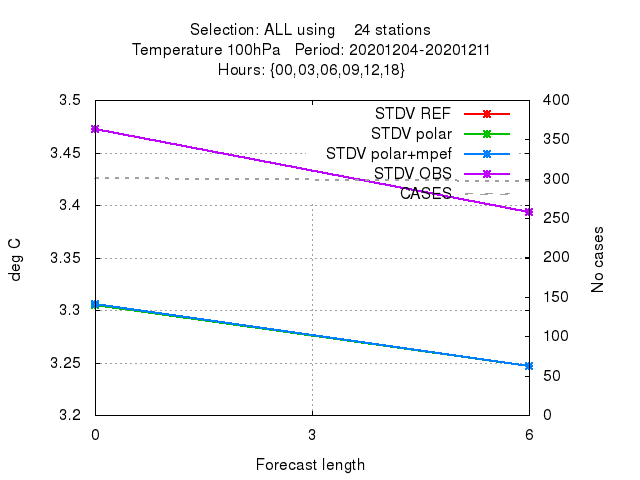 Selection: ALL using    24 stations
Temperature 100hPa   Period: 20201204-20201211
Hours: {00,03,06,09,12,18}
STDV REF
STDV polar
STDV polar+mpef
STDV OBS
CASES
3.5
3.45
3.4
3.35
3.3
3.25
3.2
400
350
300
250
200
150
100
50
0
deg C
No cases
0 3 6
Forecast length